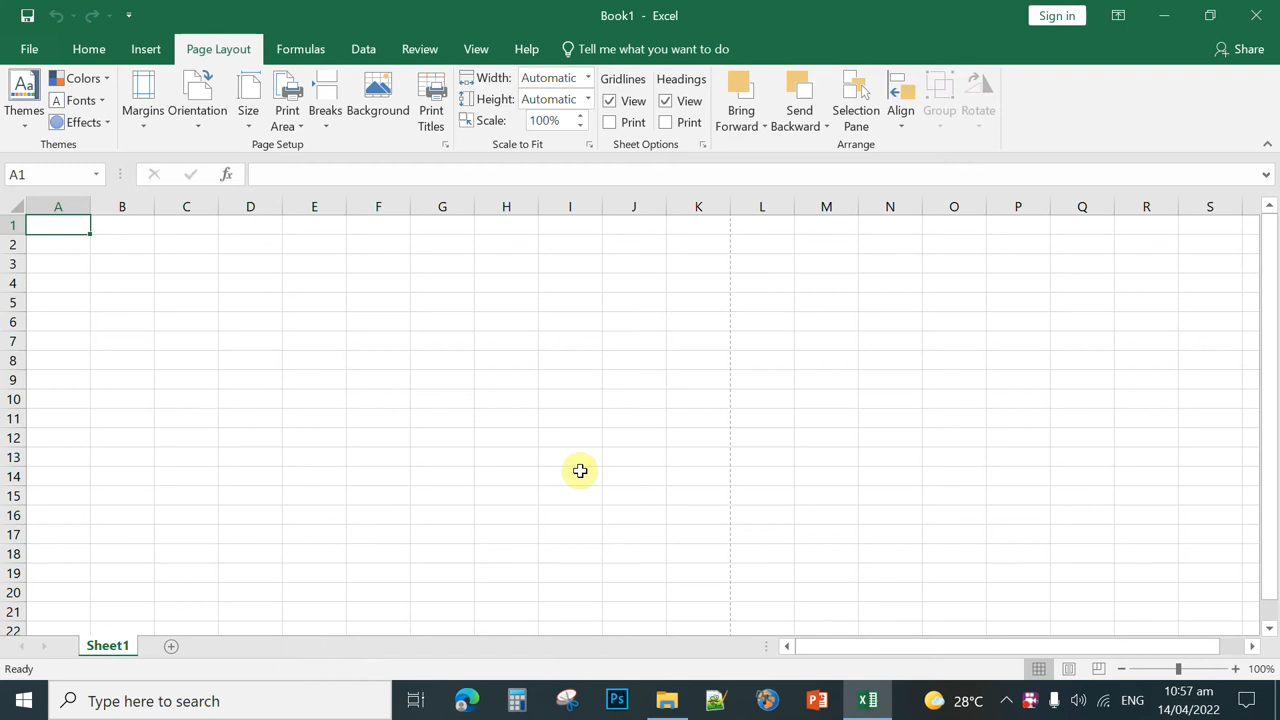 Book1 - Excel
Sign in
File Home Insert Page Layout Formulas Data Review View Help Tell me what you want to do Share
Themes
Colors
Fonts
Effects
Themes
Margins
Orientation
Size
Print
Area
Breaks
Background
Print
Titles
Page Setup
Width: Automatic
Height: Automatic
Scale: 100%
Scale to Fit
Gridlines
View
Print
Headings
View
Print
Sheet Options
Bring
Forward
Send
Backward
Selection
Pane
Align
Group
Rotate
Arrange
A1
fx
A B C D E F G H I J K L M N O P Q R S
1
2
3
4
5
6
7
8
9
10
11
12
13
14
15
16
17
18
19
20
21
22
Sheet1
Ready
100%
Type here to search
Ps
28°C
ENG
10:57 am
14/04/2022